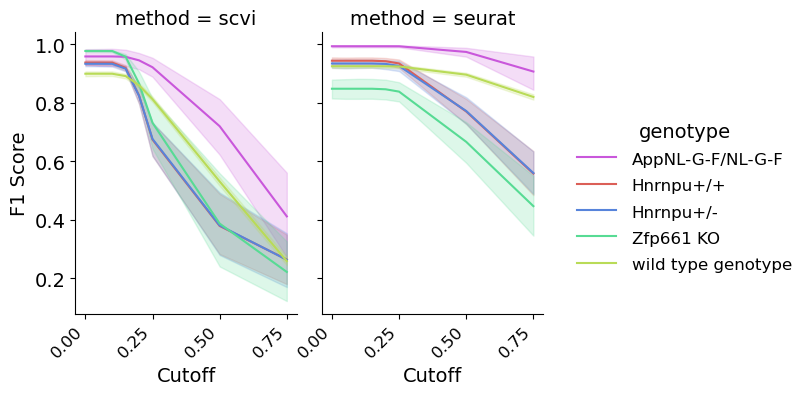 method = scvi
method = seurat
F1 Score
1.0
0.8
0.6
0.4
0.2
0.00
0.25
0.50
0.75
Cutoff
0.00
0.25
0.50
0.75
Cutoff
genotype
AppNL-G-F/NL-G-F
Hnrnpu+/+
Hnrnpu+/-
Zfp661 KO
wild type genotype